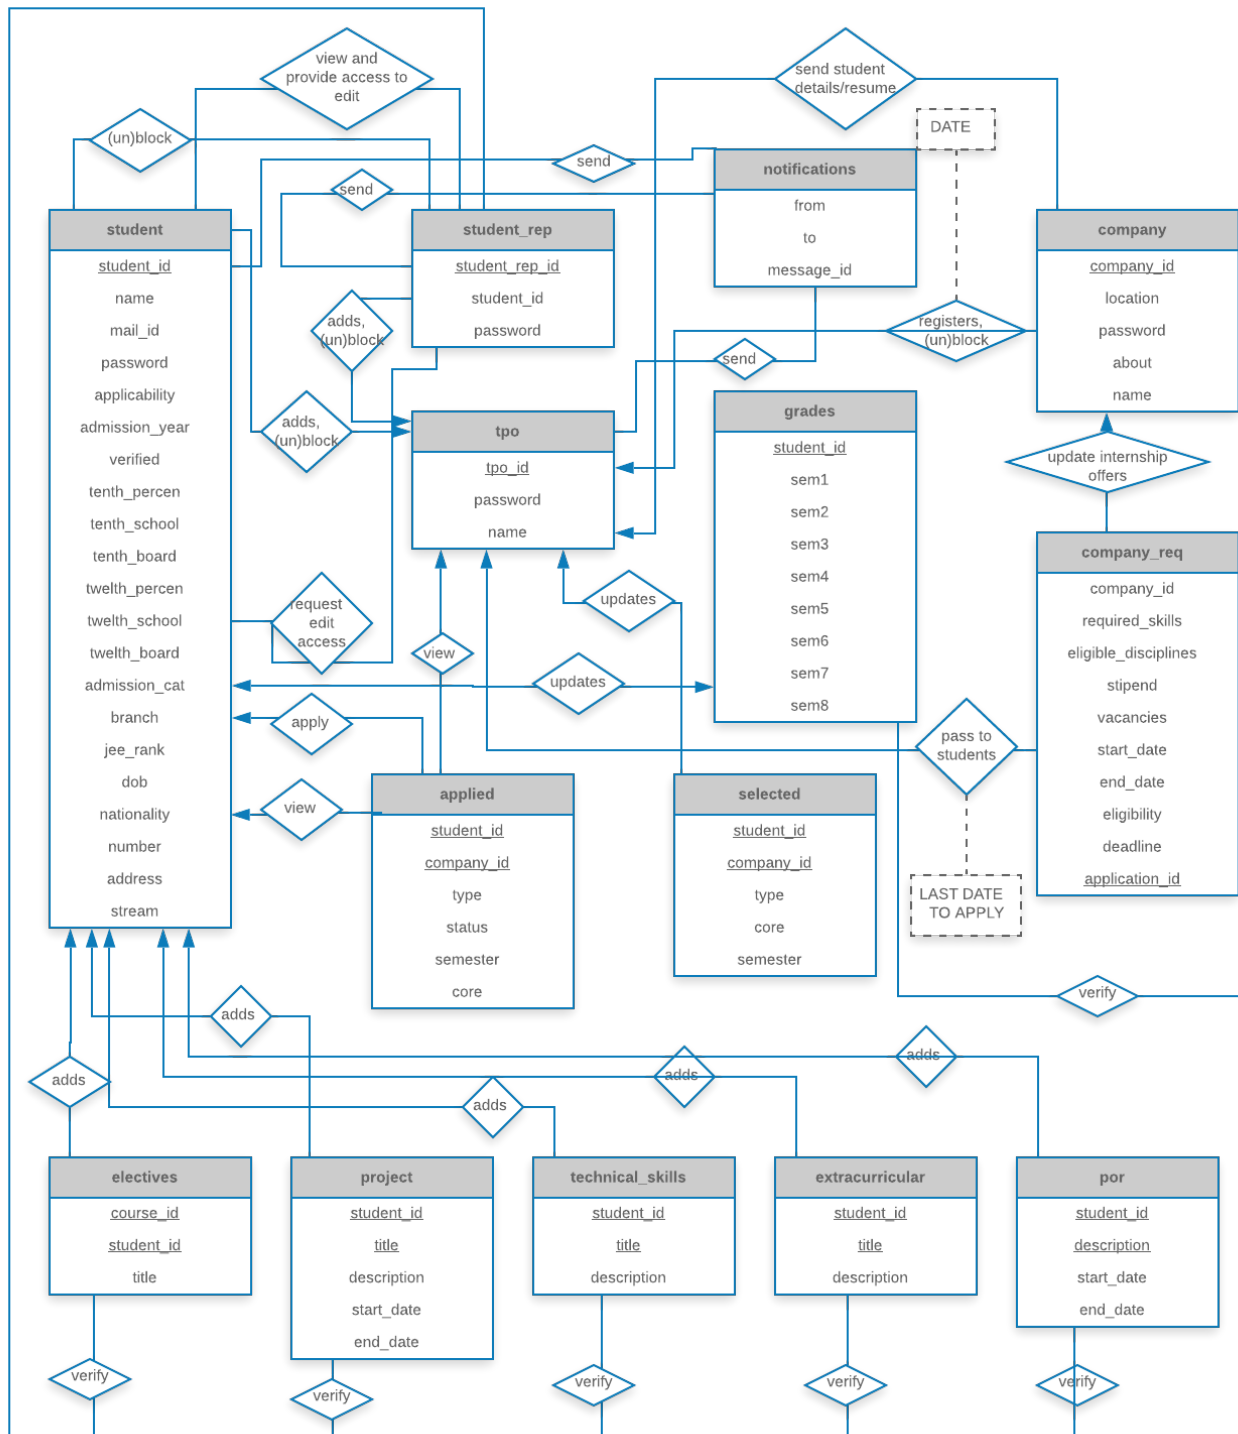 view and
provide access to
edit
send student
details/resume
(un)block
DATE
send
send
notifications
from
to
message_id
student
student_id
name
mail_id
password
applicability
admission_year
verified
tenth_percen
tenth_school
tenth_board
twelth_percen
twelth_school
twelth_board
admission_cat
branch
jee_rank
dob
nationality
number
address
stream
student_rep
student_rep_id
student_id
password
company
company_id
location
password
about
name
adds,
(un)block
registers,
(un)block
send
adds,
(un)block
tpo
tpo_id
password
name
grades
student_id
sem1
sem2
sem3
sem4
sem5
sem6
sem7
sem8
update internship
offers
company_req
company_id
required_skills
eligible_disciplines
stipend
vacancies
start_date
end_date
eligibility
deadline
application_id
request
edit
access
updates
view
updates
apply
pass to
students
view
applied
student_id
company_id
type
status
semester
core
selected
student_id
company_id
type
core
semester
LAST DATE
TO APPLY
verify
adds
adds
adds
adds
adds
electives
course_id
student_id
title
project
student_id
title
description
start_date
end_date
technical_skills
student_id
title
description
extracurricular
student_id
title
description
por
student_id
description
start_date
end_date
verify
verify
verify
verify
verify